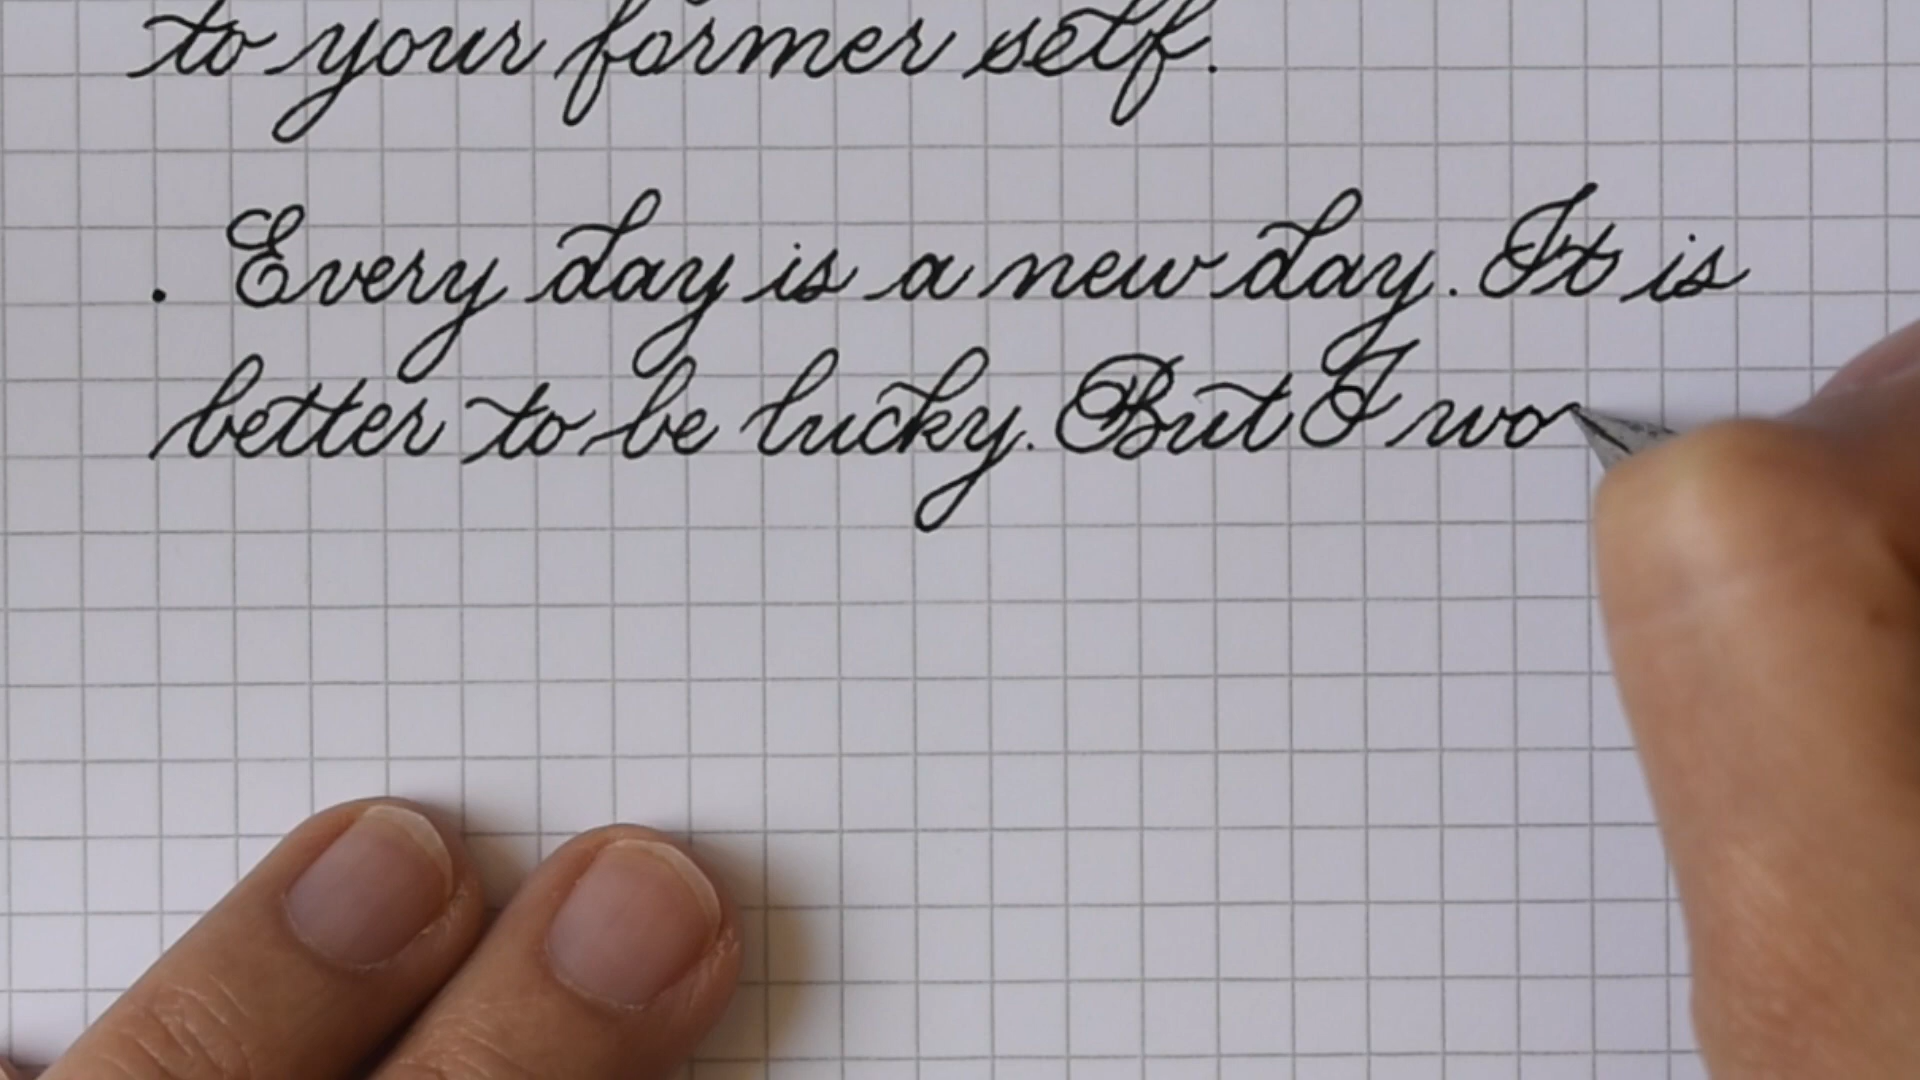 to your former self.
. Every day is a new day. It is
better to be lucky. But I wo